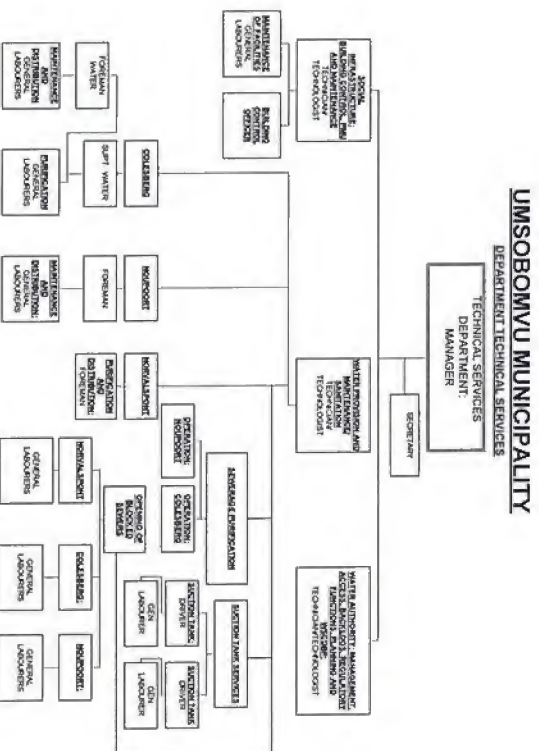 UMSOBOMVU MUNICIPALITY
DEPARTMENT TECHNICAL SERVICES
TECHNICAL SERVICES
DEPARTMENT:
MANAGER
SECRETARY
SOCIAL
INFRASTRUCTURE:
BUILDING CONTROL, PMU
AND MAINTENANCE
TECHNICIAN/
TECHNOLOGIST
WATER PROVISION AND
MAINTENANCE/
SANITATION
TECHNICIAN/
TECHNOLOGIST
WATER AUTHORITY: MANAGEMENT,
ACCESS, BACKLOGS, REGULATORY
FUNCTIONS, PLANNING AND
TECHNICIAN/TECHNOLOGIST
MAINTENANCE
OF FACILITIES
GENERAL
LABOURERS
BUILDING
CONTROL
OFFICER
COLESBERG
SUPT WATER
FOREMAN
WATER
MAINTENANCE
AND
DISTRIBUTION
GENERAL
LABOURERS
PURIFICATION
GENERAL
LABOURERS
NOUPOORT
FOREMAN
MAINTENANCE
AND
DISTRIBUTION:
GENERAL
LABOURERS
NORVALSPONT
PURIFICATION
AND
DISTRIBUTION:
FOREMAN
SEWERAGE PURIFICATION
OPERATION:
NOUPOORT
OPERATION:
COLESBERG
SUCTION TANK SERVICES
SUCTION TANK:
DRIVER
GEN
LABOURER
SUCTION TANK
DRIVER
GEN
LABOURER
OPENING OF
BLOCKED
SEWERS
NORVALSPONT
GENERAL
LABOURERS
COLESBERG:
GENERAL
LABOURERS
NOUPOORT:
GENERAL
LABOURERS